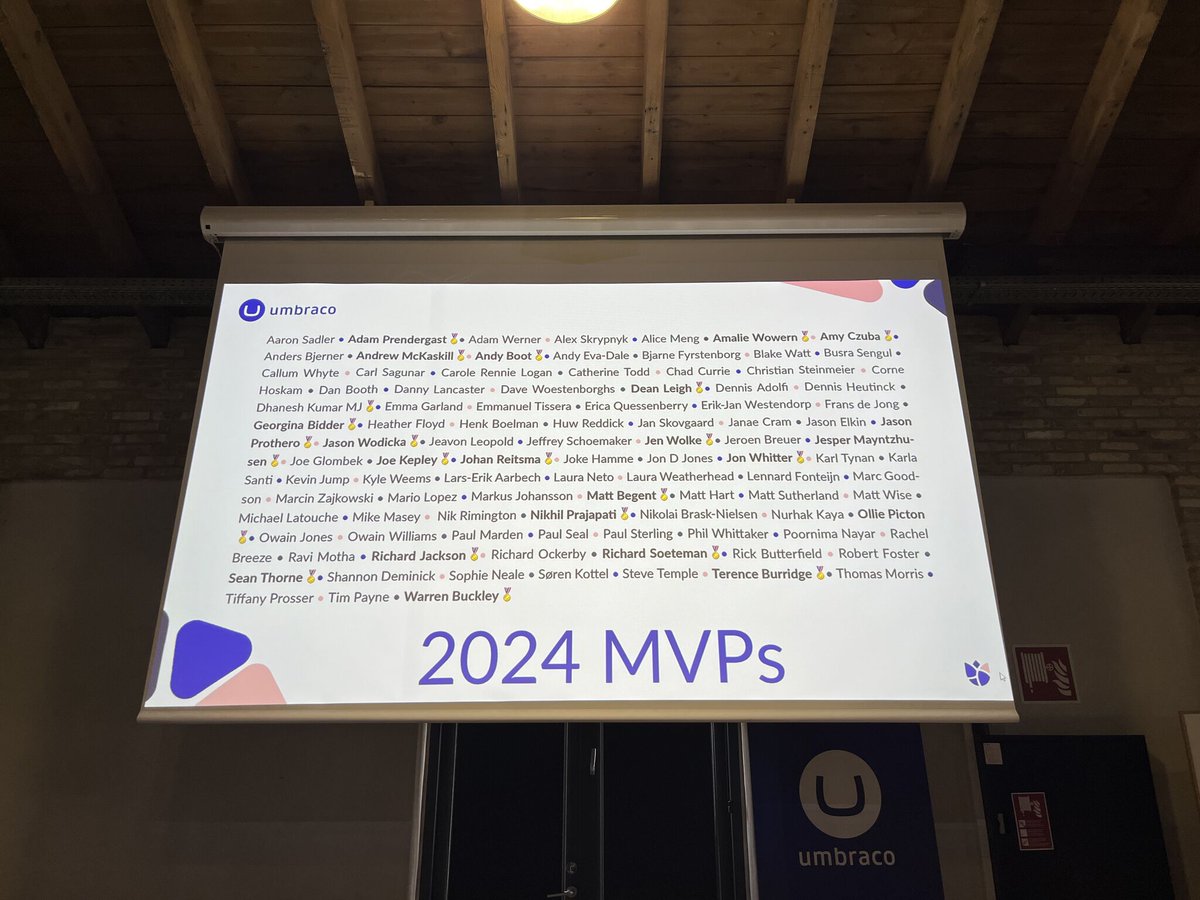 umbraco
Aaron Sadler • Adam Prendergast🏅• Adam Werner • Alex Skrypnyk • Alice Meng • Amalie Wowern🏅• Amy Czuba🏅•
Anders Bjerner • Andrew McKaskill🏅• Andy Boot🏅• Andy Eva-Dale • Bjarne Fyrstenborg • Blake Watt • Busra Sengul •
Callum Whyte • Carl Sagunar • Carole Rennie Logan • Catherine Todd • Chad Currie • Christian Steinmeier • Corne
Hoskam • Dan Booth • Danny Lancaster • Dave Woestenborghs • Dean Leigh🏅• Dennis Adolfi • Dennis Heutinck •
Dhanesh Kumar MJ🏅• Emma Garland • Emmanuel Tissera • Erica Quessenberry • Erik-Jan Westendorp • Frans de Jong •
Georgina Bidder🏅• Heather Floyd • Henk Boelman • Huw Reddick • Jan Skovgaard • Janae Cram • Jason Elkin • Jason
Prothero🏅• Jason Wodicka🏅• Jeavon Leopold • Jeffrey Schoemaker • Jen Wolke🏅• Jeroen Breuer • Jesper Mayntzhu-
sen🏅• Joe Glombek • Joe Kepley🏅• Johan Reitsma🏅• Joke Hamme • Jon D Jones • Jon Whitter🏅• Karl Tynan • Karla
Santi • Kevin Jump • Kyle Weems • Lars-Erik Aarbech • Laura Neto • Laura Weatherhead • Lennard Fonteijn • Marc Good-
son • Marcin Zajkowski • Mario Lopez • Markus Johansson • Matt Begent🏅• Matt Hart • Matt Sutherland • Matt Wise •
Michael Latouche • Mike Masey • Nik Rimington • Nikhil Prajapati🏅• Nikolai Brask-Nielsen • Nurhak Kaya • Ollie Picton
🏅• Owain Jones • Owain Williams • Paul Marden • Paul Seal • Paul Sterling • Phil Whittaker • Poornima Nayar • Rachel
Breeze • Ravi Motha • Richard Jackson🏅• Richard Ockerby • Richard Soeteman🏅• Rick Butterfield • Robert Foster •
Sean Thorne🏅• Shannon Deminick • Sophie Neale • Søren Kottel • Steve Temple • Terence Burridge🏅• Thomas Morris •
Tiffany Prosser • Tim Payne • Warren Buckley🏅
2024 MVPs
umbraco